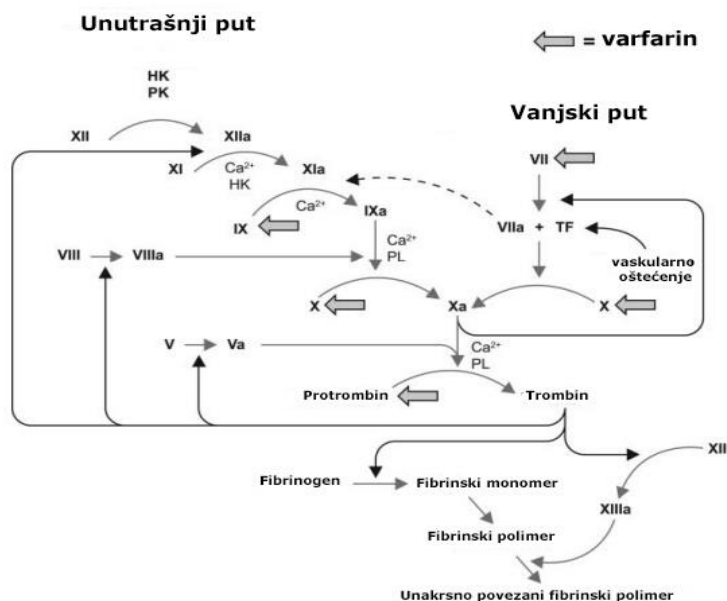 Unutrašnji put
= varfarin
HK
PK
Vanjski put
XII
XIIa
VII
XI
Ca²⁺
HK
XIa
IX
Ca²⁺
IXa
VIIa + TF
VIII
VIIIa
Ca²⁺
PL
vaskularno
oštećenje
X
Xa
X
V
Va
Ca²⁺
PL
Protrombin
Trombin
XII
Fibrinogen
Fibrinski monomer
XIIIa
Fibrinski polimer
Unakrsno povezani fibrinski polimer